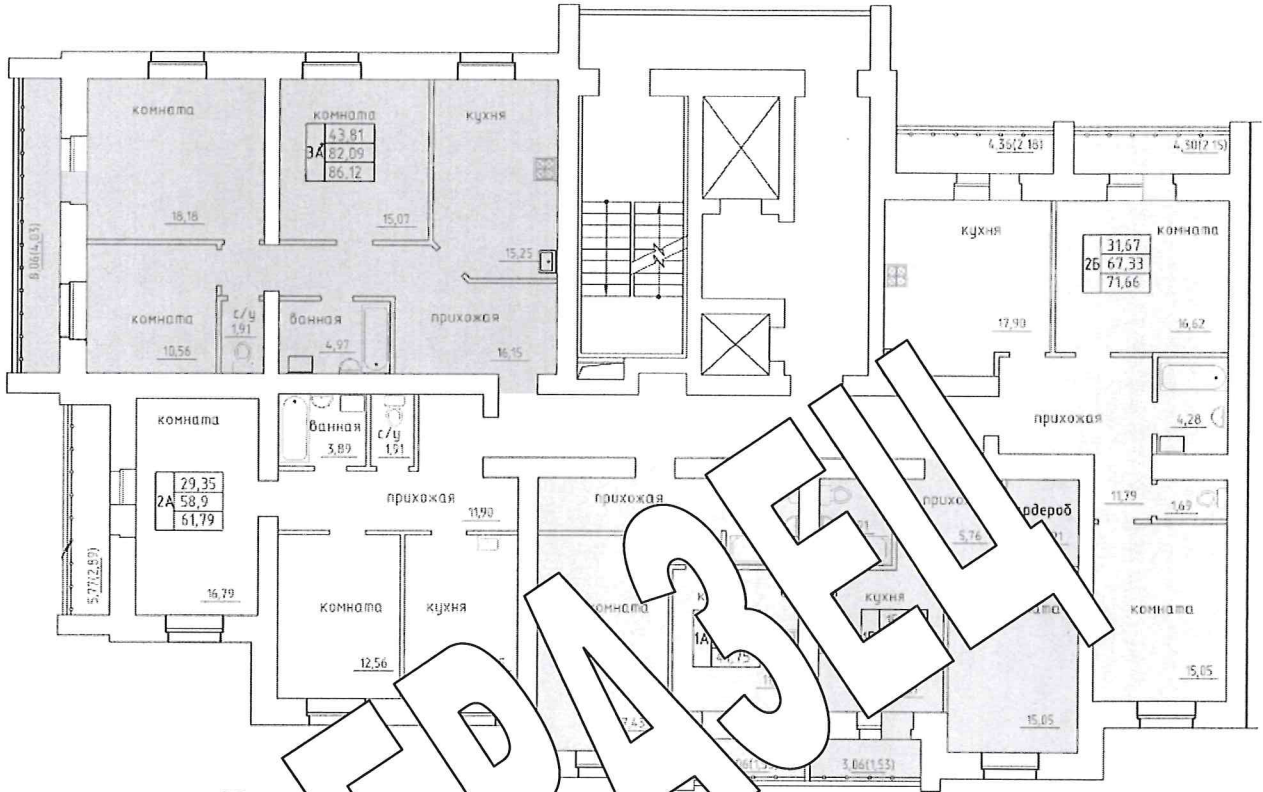 комната
18,18
комната
3А
43,81
82,09
86,12
15,07
кухня
15,25
8,06(4,03)
комната
10,56
с/у
1,91
ванная
4,97
прихожая
16,15
4,36(2,18)
4,30(2,15)
кухня
17,90
комната
2Б
31,67
67,33
71,66
16,62
прихожая
4,28
11,79
1,69
комната
15,05
комната
2А
29,35
58,9
61,79
16,79
5,77(2,89)
ванная
3,89
с/у
1,91
прихожая
11,90
комната
12,56
кухня
прихожая
1А
кухня
5,76
15,05
3,06(1,53)